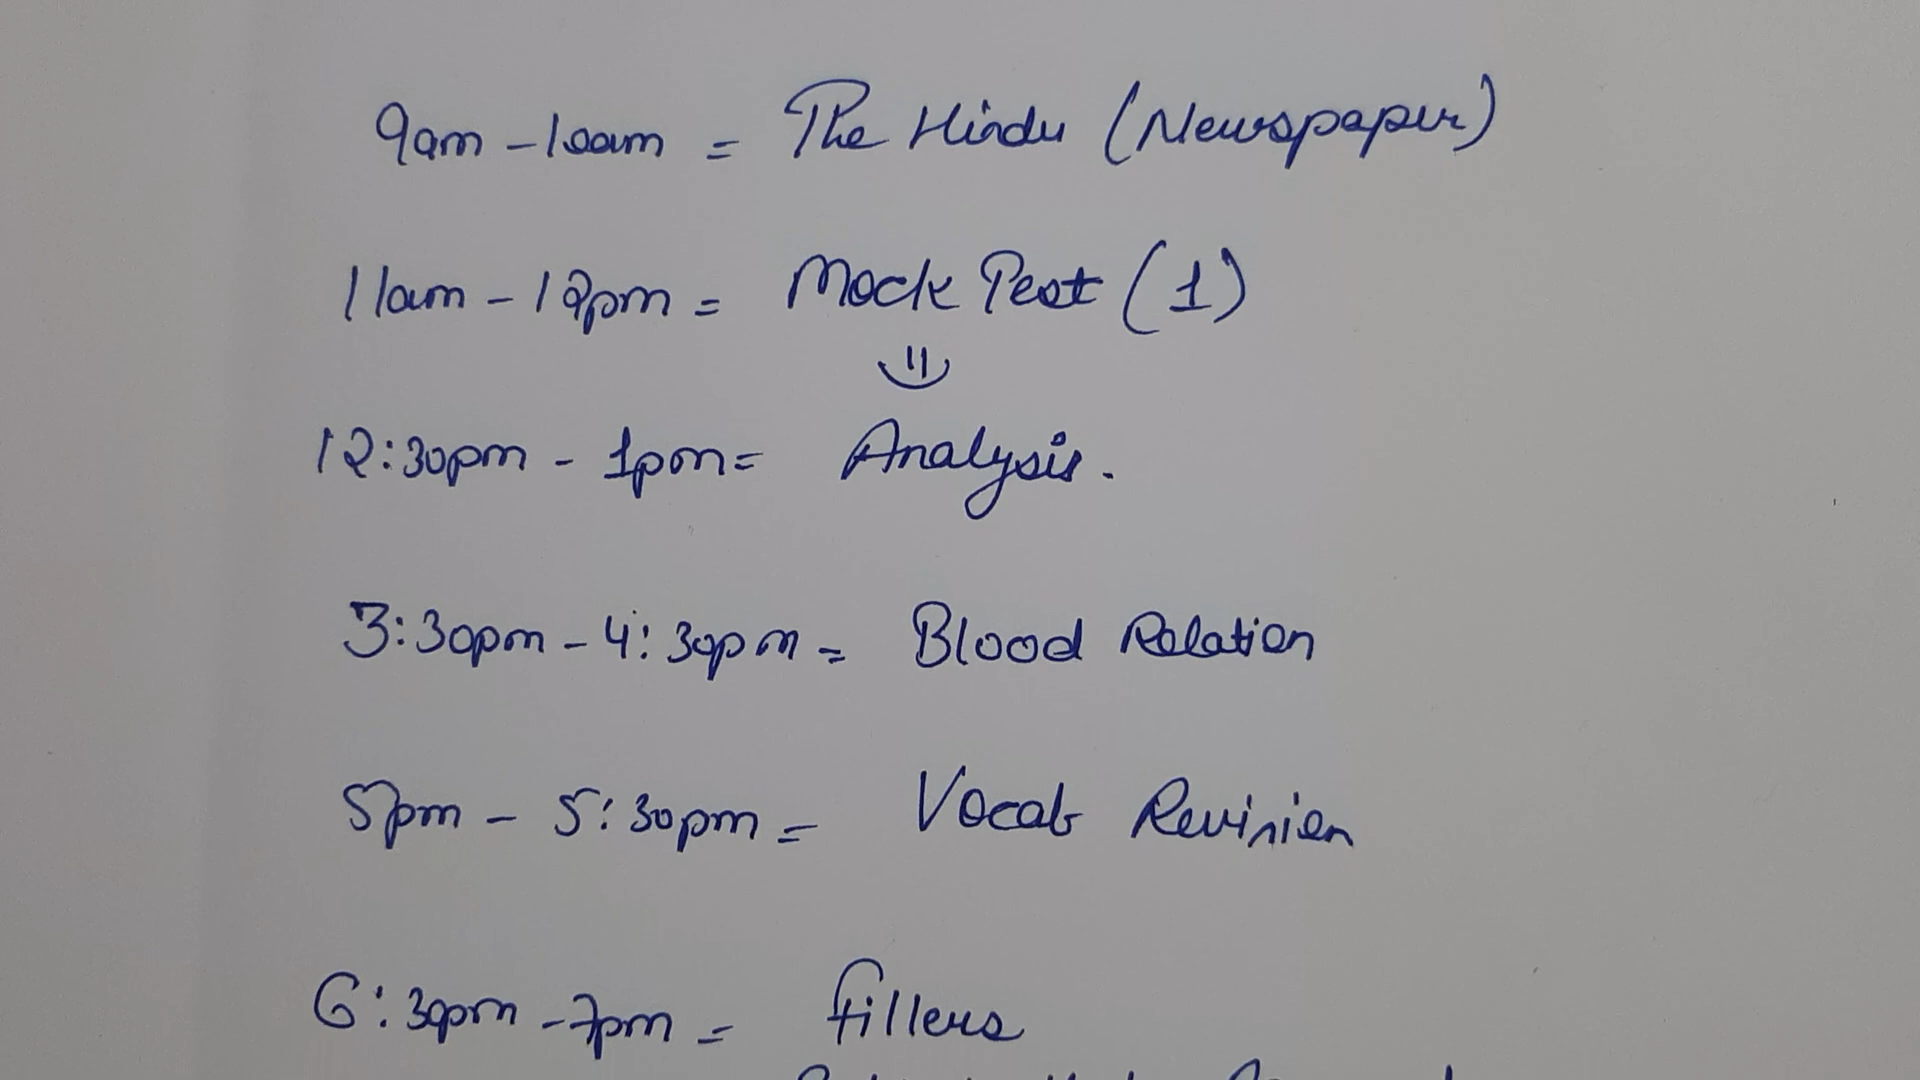 9am - 10am = The Hindu (Newspaper)
11am - 12pm = Mock Test (1)
12:30pm - 1pm = Analysis.
3:30pm - 4:30pm = Blood Relation
5pm - 5:30pm = Vocab Revision
6:30pm - 7pm = fillers